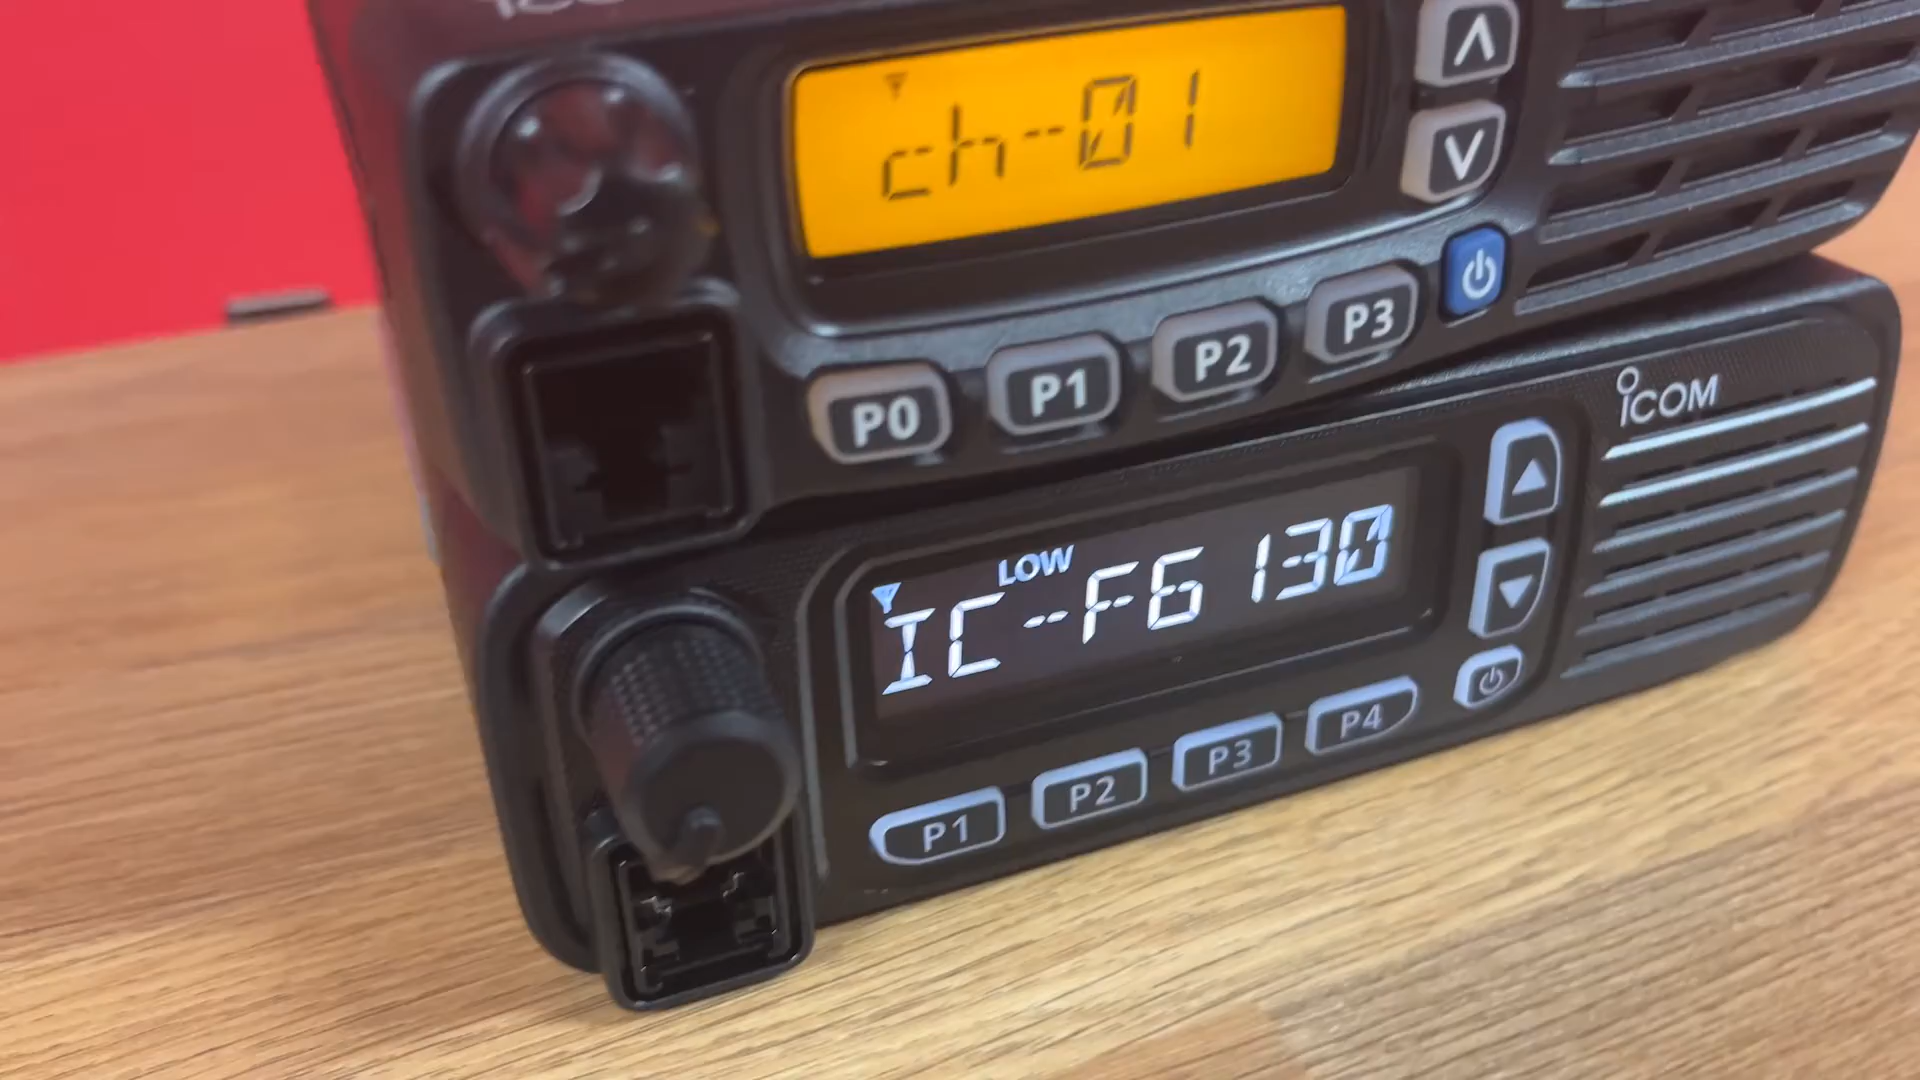 ch-01
P0 P1 P2 P3
ICOM
LOW
IC-F6130
P1 P2 P3 P4